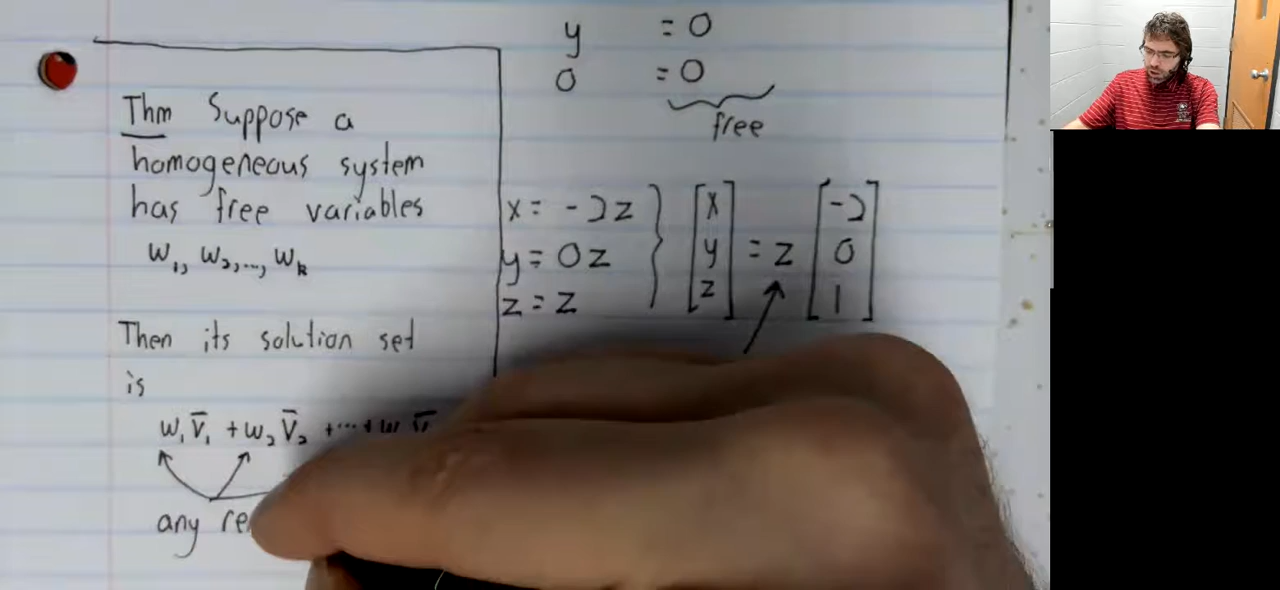 Thm Suppose a
homogeneous system
has free variables
w₁, w₂, ..., wₖ
Then its solution set
is
w₁v̄₁ + w₂v̄₂ + ... + w v̄
any
y = 0
0 = 0
free
x = -2z
y = 0z
z = z
[x y z] = z [-2 0 1]